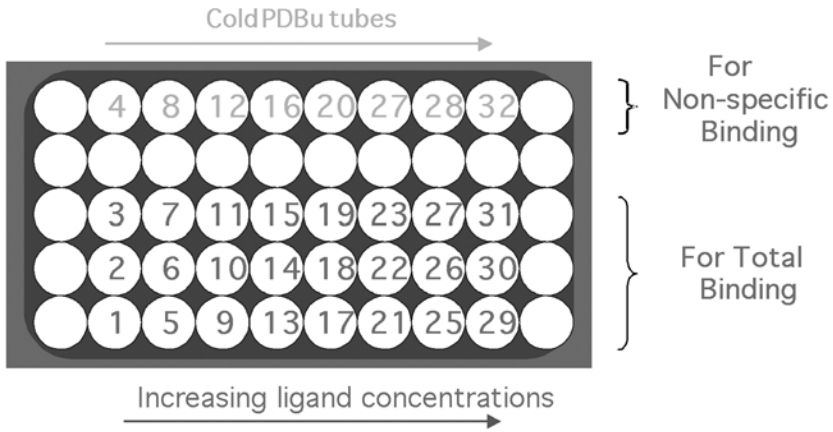 Cold PDBu tubes
4 8 12 16 20 27 28 32
For
Non-specific
Binding
3 7 11 15 19 23 27 31
2 6 10 14 18 22 26 30
1 5 9 13 17 21 25 29
For Total
Binding
Increasing ligand concentrations